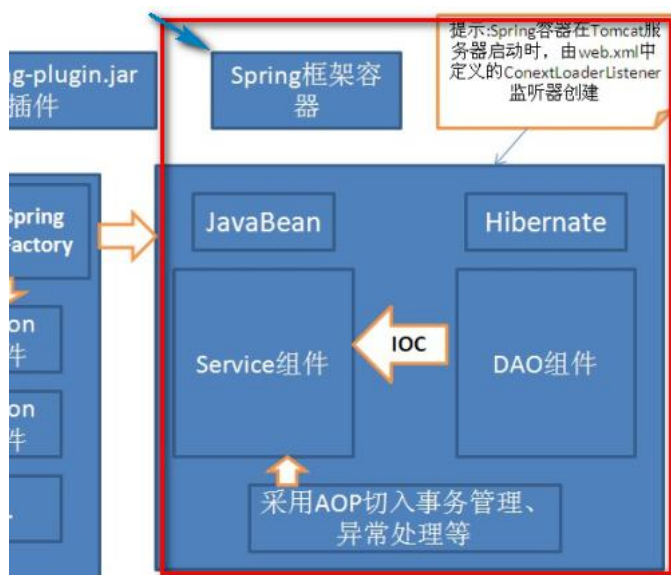 提示:Spring容器在Tomcat服
务器启动时，由web.xml中
定义的ConextLoaderListener
监听器创建
ng-plugin.jar
插件
Spring框架容
器
Spring
Factory
JavaBean
Hibernate
on
件
on
件
Service组件
IOC
DAO组件
采用AOP切入事务管理、
异常处理等